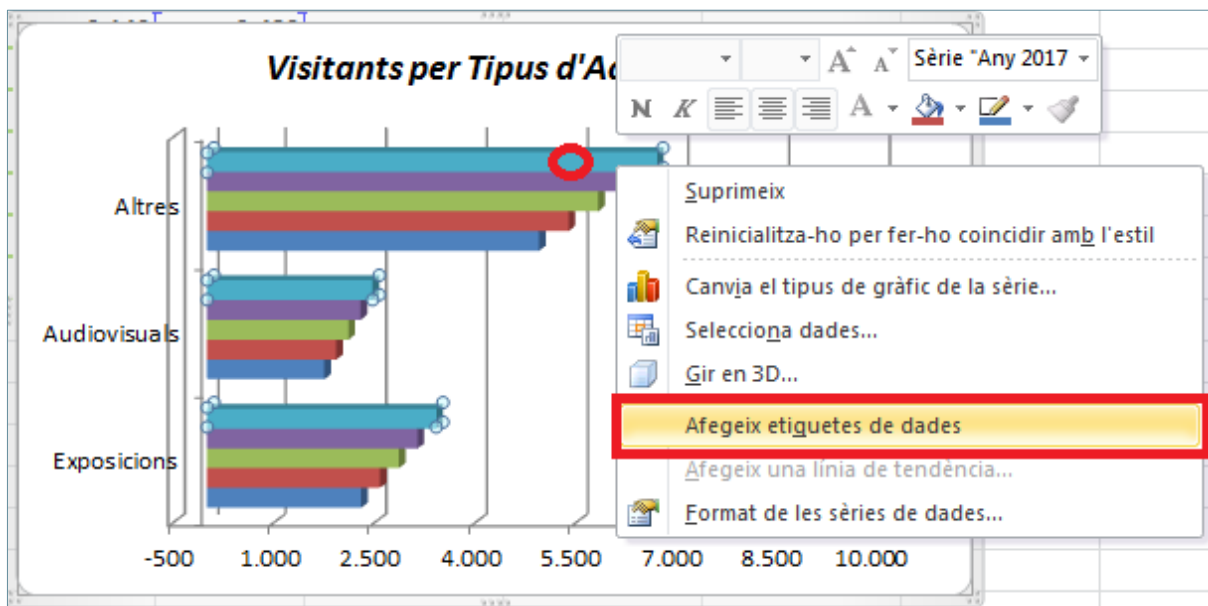 Visitants per Tipus d'Ac
Sèrie "Any 2017
N K A
Altres
Audiovisuals
Exposicions
-500 1.000 2.500 4.000 5.500 7.000 8.500 10.000
Suprimeix
Reinicialitza-ho per fer-ho coincidir amb l'estil
Canvia el tipus de gràfic de la sèrie...
Selecciona dades...
Gir en 3D...
Afegeix etiquetes de dades
Afegeix una línia de tendència...
Format de les sèries de dades...